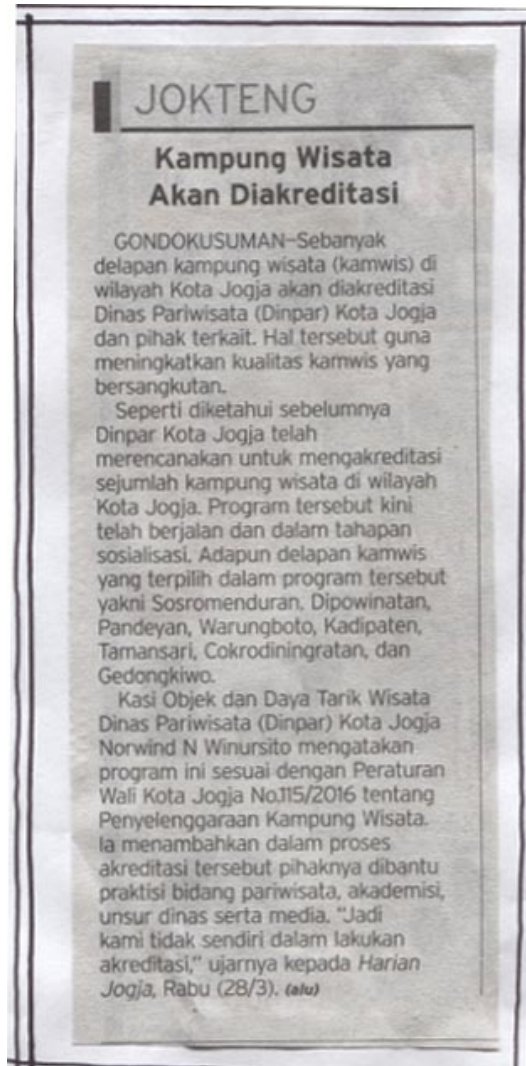 JOKTENG
Kampung Wisata
Akan Diakreditasi
GONDOKUSUMAN–Sebanyak
delapan kampung wisata (kamwis) di
wilayah Kota Jogja akan diakreditasi
Dinas Pariwisata (Dinpar) Kota Jogja
dan pihak terkait. Hal tersebut guna
meningkatkan kualitas kamwis yang
bersangkutan.
Seperti diketahui sebelumnya
Dinpar Kota Jogja telah
merencanakan untuk mengakreditasi
sejumlah kampung wisata di wilayah
Kota Jogja. Program tersebut kini
telah berjalan dan dalam tahapan
sosialisasi. Adapun delapan kamwis
yang terpilih dalam program tersebut
yakni Sosromenduran, Dipowinatan,
Pandeyan, Warungboto, Kadipaten,
Tamansari, Cokrodiningratan, dan
Gedongkiwo.
Kasi Objek dan Daya Tarik Wisata
Dinas Pariwisata (Dinpar) Kota Jogja
Norwind N Winursito mengatakan
program ini sesuai dengan Peraturan
Wali Kota Jogja No.115/2016 tentang
Penyelenggaraan Kampung Wisata.
Ia menambahkan dalam proses
akreditasi tersebut pihaknya dibantu
praktisi bidang pariwisata, akademisi,
unsur dinas serta media. "Jadi
kami tidak sendiri dalam lakukan
akreditasi," ujarnya kepada Harian
Jogja, Rabu (28/3). (alu)